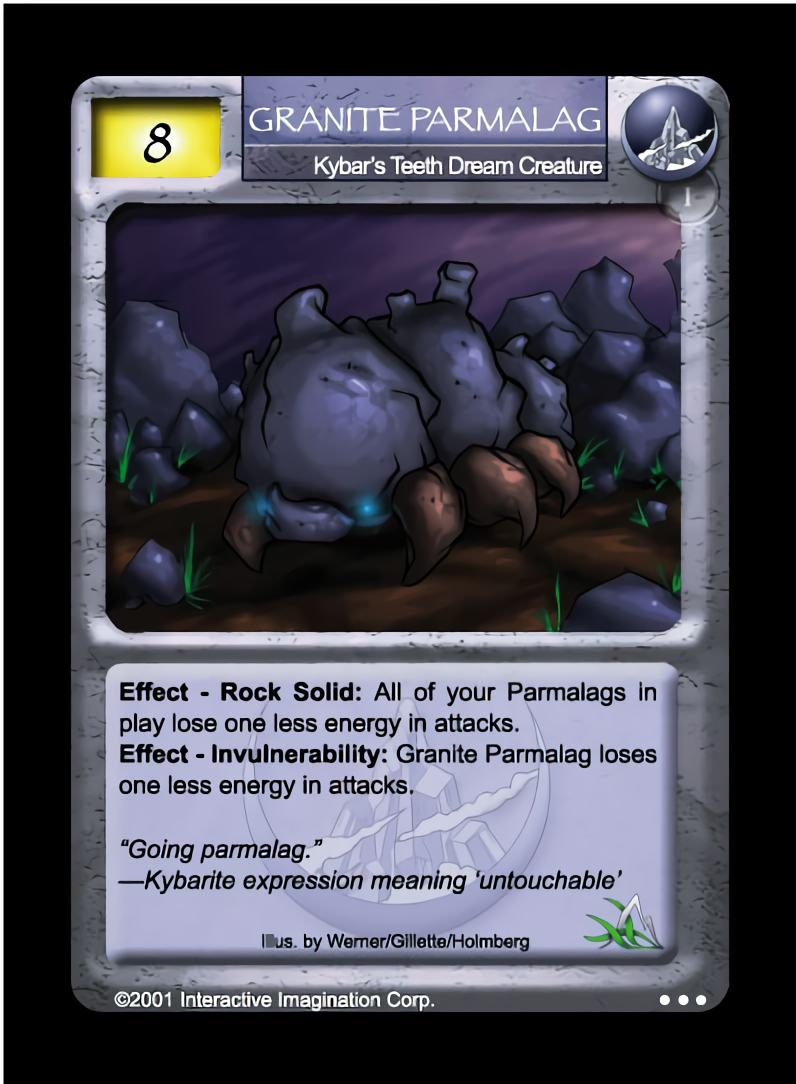 8
GRANITE PARMALAG
Kybar's Teeth Dream Creature
1
Effect - Rock Solid: All of your Parmalags in
play lose one less energy in attacks.
Effect - Invulnerability: Granite Parmalag loses
one less energy in attacks.
“Going parmalag.”
—Kybarite expression meaning ‘untouchable’
Illus. by Werner/Gillette/Holmberg
©2001 Interactive Imagination Corp.